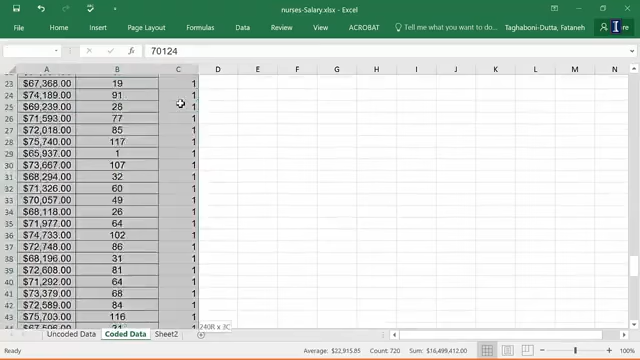 nurses-Salary.xlsx - Excel
Taghaboni-Dutta, Fataneh
File Home Insert Page Layout Formulas Data Review View ACROBAT Tell me what you want to do...
70124
A B C D E F G H I J K L M N
23 $67,368.00 19 1
24 $74,189.00 91 1
25 $69,239.00 28 1
26 $71,593.00 77 1
27 $72,018.00 85 1
28 $75,740.00 117 1
29 $65,937.00 1 1
30 $73,667.00 107 1
31 $68,294.00 32 1
32 $71,326.00 60 1
33 $70,057.00 49 1
34 $68,118.00 26 1
35 $71,977.00 64 1
36 $74,733.00 102 1
37 $72,748.00 86 1
38 $68,196.00 31 1
39 $72,608.00 81 1
40 $71,292.00 64 1
41 $73,379.00 68 1
42 $72,589.00 84 1
43 $75,703.00 116 1
44 $67,596.00 31 1
240R x 3C
Uncoded Data Coded Data Sheet2
Average: $22,915.85 Count: 720 Sum: $16,499,412.00 100%